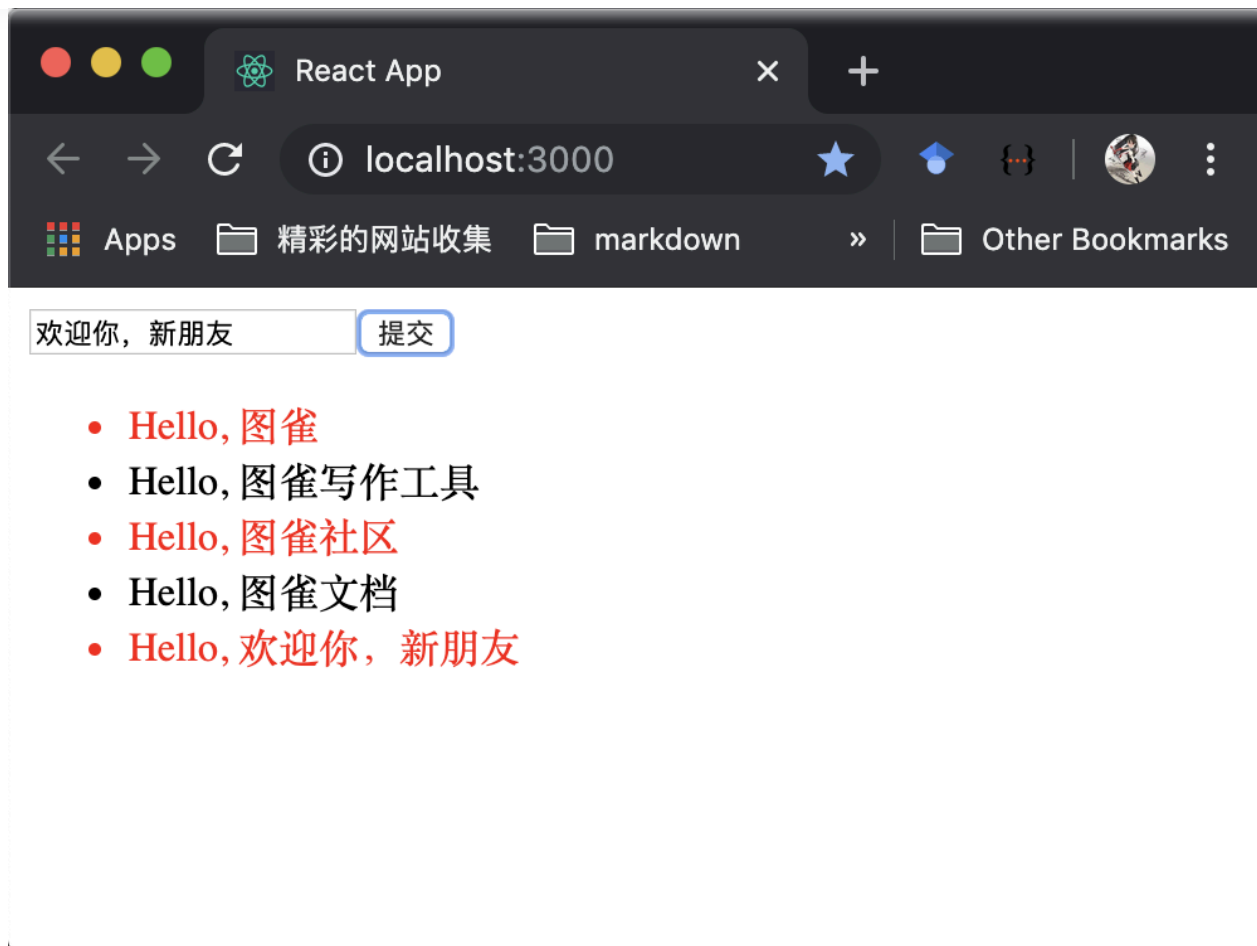 React App
localhost:3000
Apps 精彩的网站收集 markdown » Other Bookmarks
欢迎你，新朋友 提交
Hello, 图雀
Hello, 图雀写作工具
Hello, 图雀社区
Hello, 图雀文档
Hello, 欢迎你，新朋友